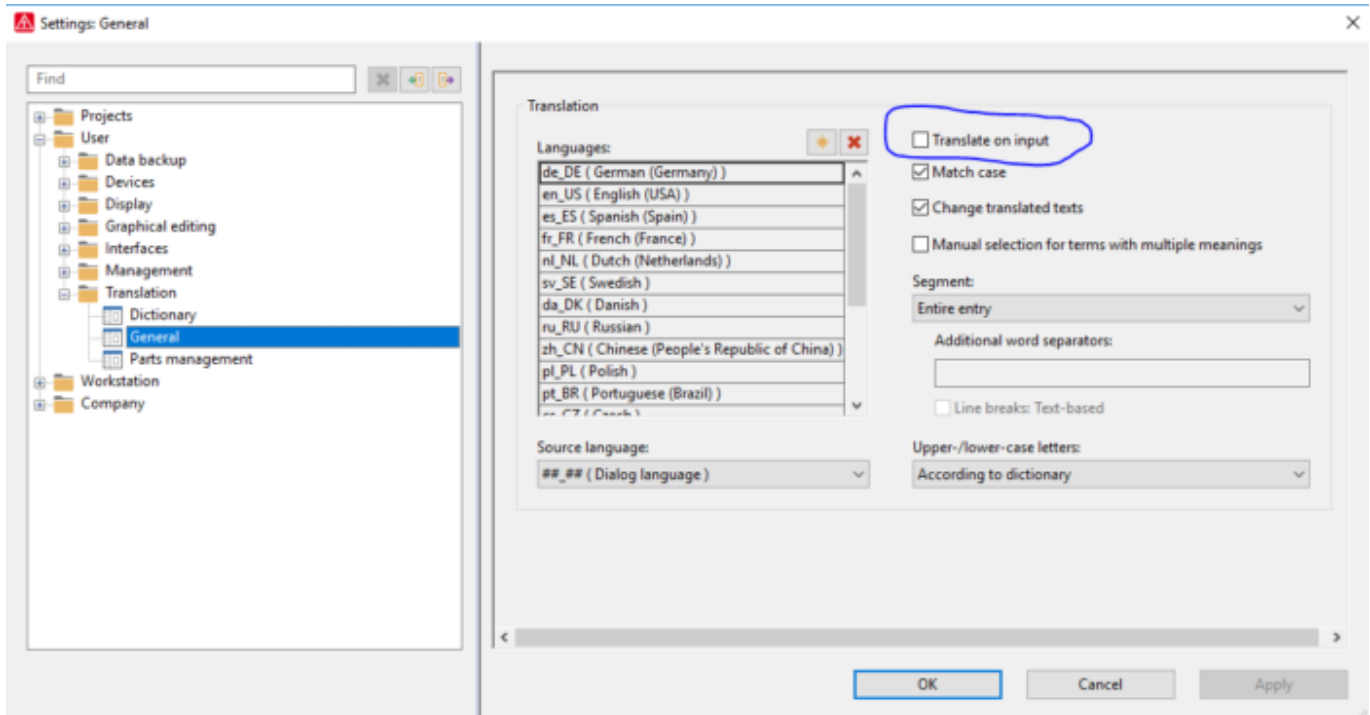 Settings: General
Find
Projects
User
Data backup
Devices
Display
Graphical editing
Interfaces
Management
Translation
Dictionary
General
Parts management
Workstation
Company
Translation
Languages:
de_DE ( German (Germany) )
en_US ( English (USA) )
es_ES ( Spanish (Spain) )
fr_FR ( French (France) )
nl_NL ( Dutch (Netherlands) )
sv_SE ( Swedish )
da_DK ( Danish )
ru_RU ( Russian )
zh_CN ( Chinese (People's Republic of China) )
pl_PL ( Polish )
pt_BR ( Portuguese (Brazil) )
cs_CZ ( Czech )
Source language:
##_## ( Dialog language )
Translate on input
Match case
Change translated texts
Manual selection for terms with multiple meanings
Segment:
Entire entry
Additional word separators:
Line breaks: Text-based
Upper-/lower-case letters:
According to dictionary
OK
Cancel
Apply